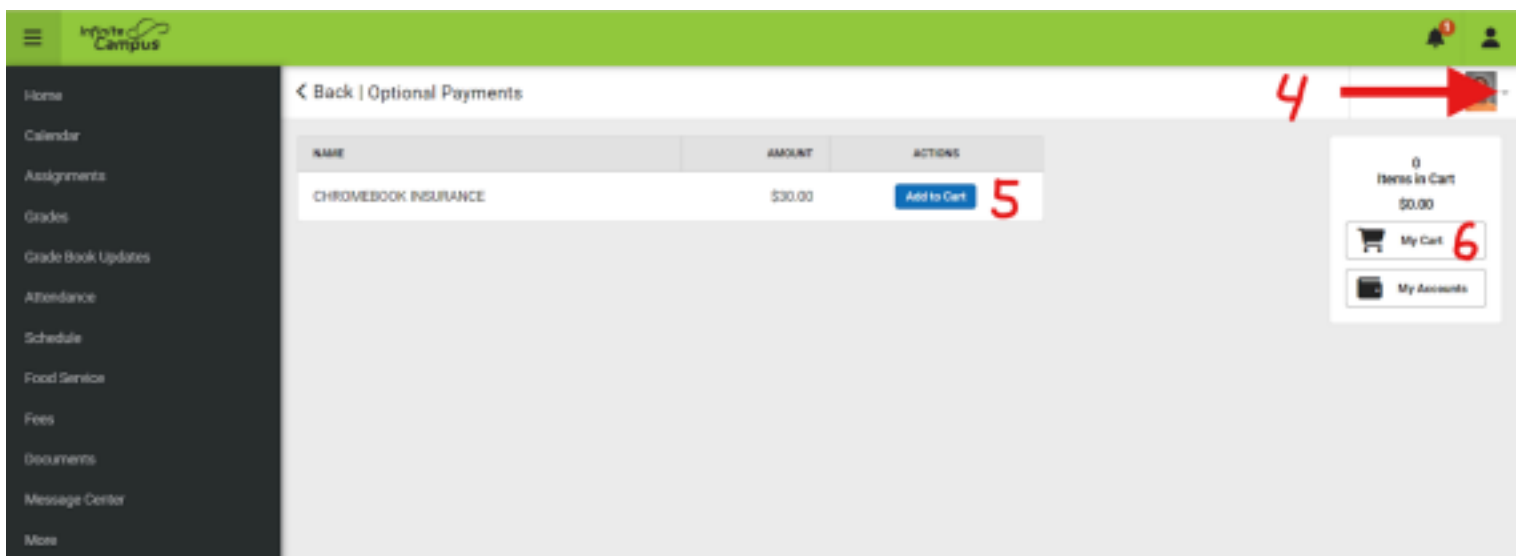 Infinite
Campus
1
Home
Calendar
Assignments
Grades
Grade Book Updates
Attendance
Schedule
Food Service
Fees
Documents
Message Center
More
Back | Optional Payments
4
NAME AMOUNT ACTIONS
CHROMEBOOK INSURANCE $30.00 Add to Cart 5
0
Items in Cart
$0.00
My Cart 6
My Accounts